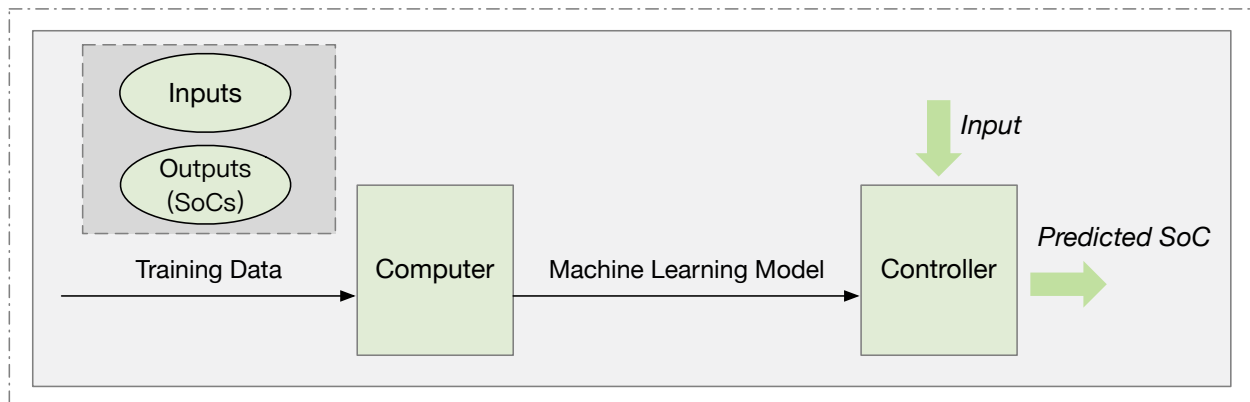 Inputs
Outputs
(SoCs)
Training Data
Computer
Machine Learning Model
Controller
Input
Predicted SoC